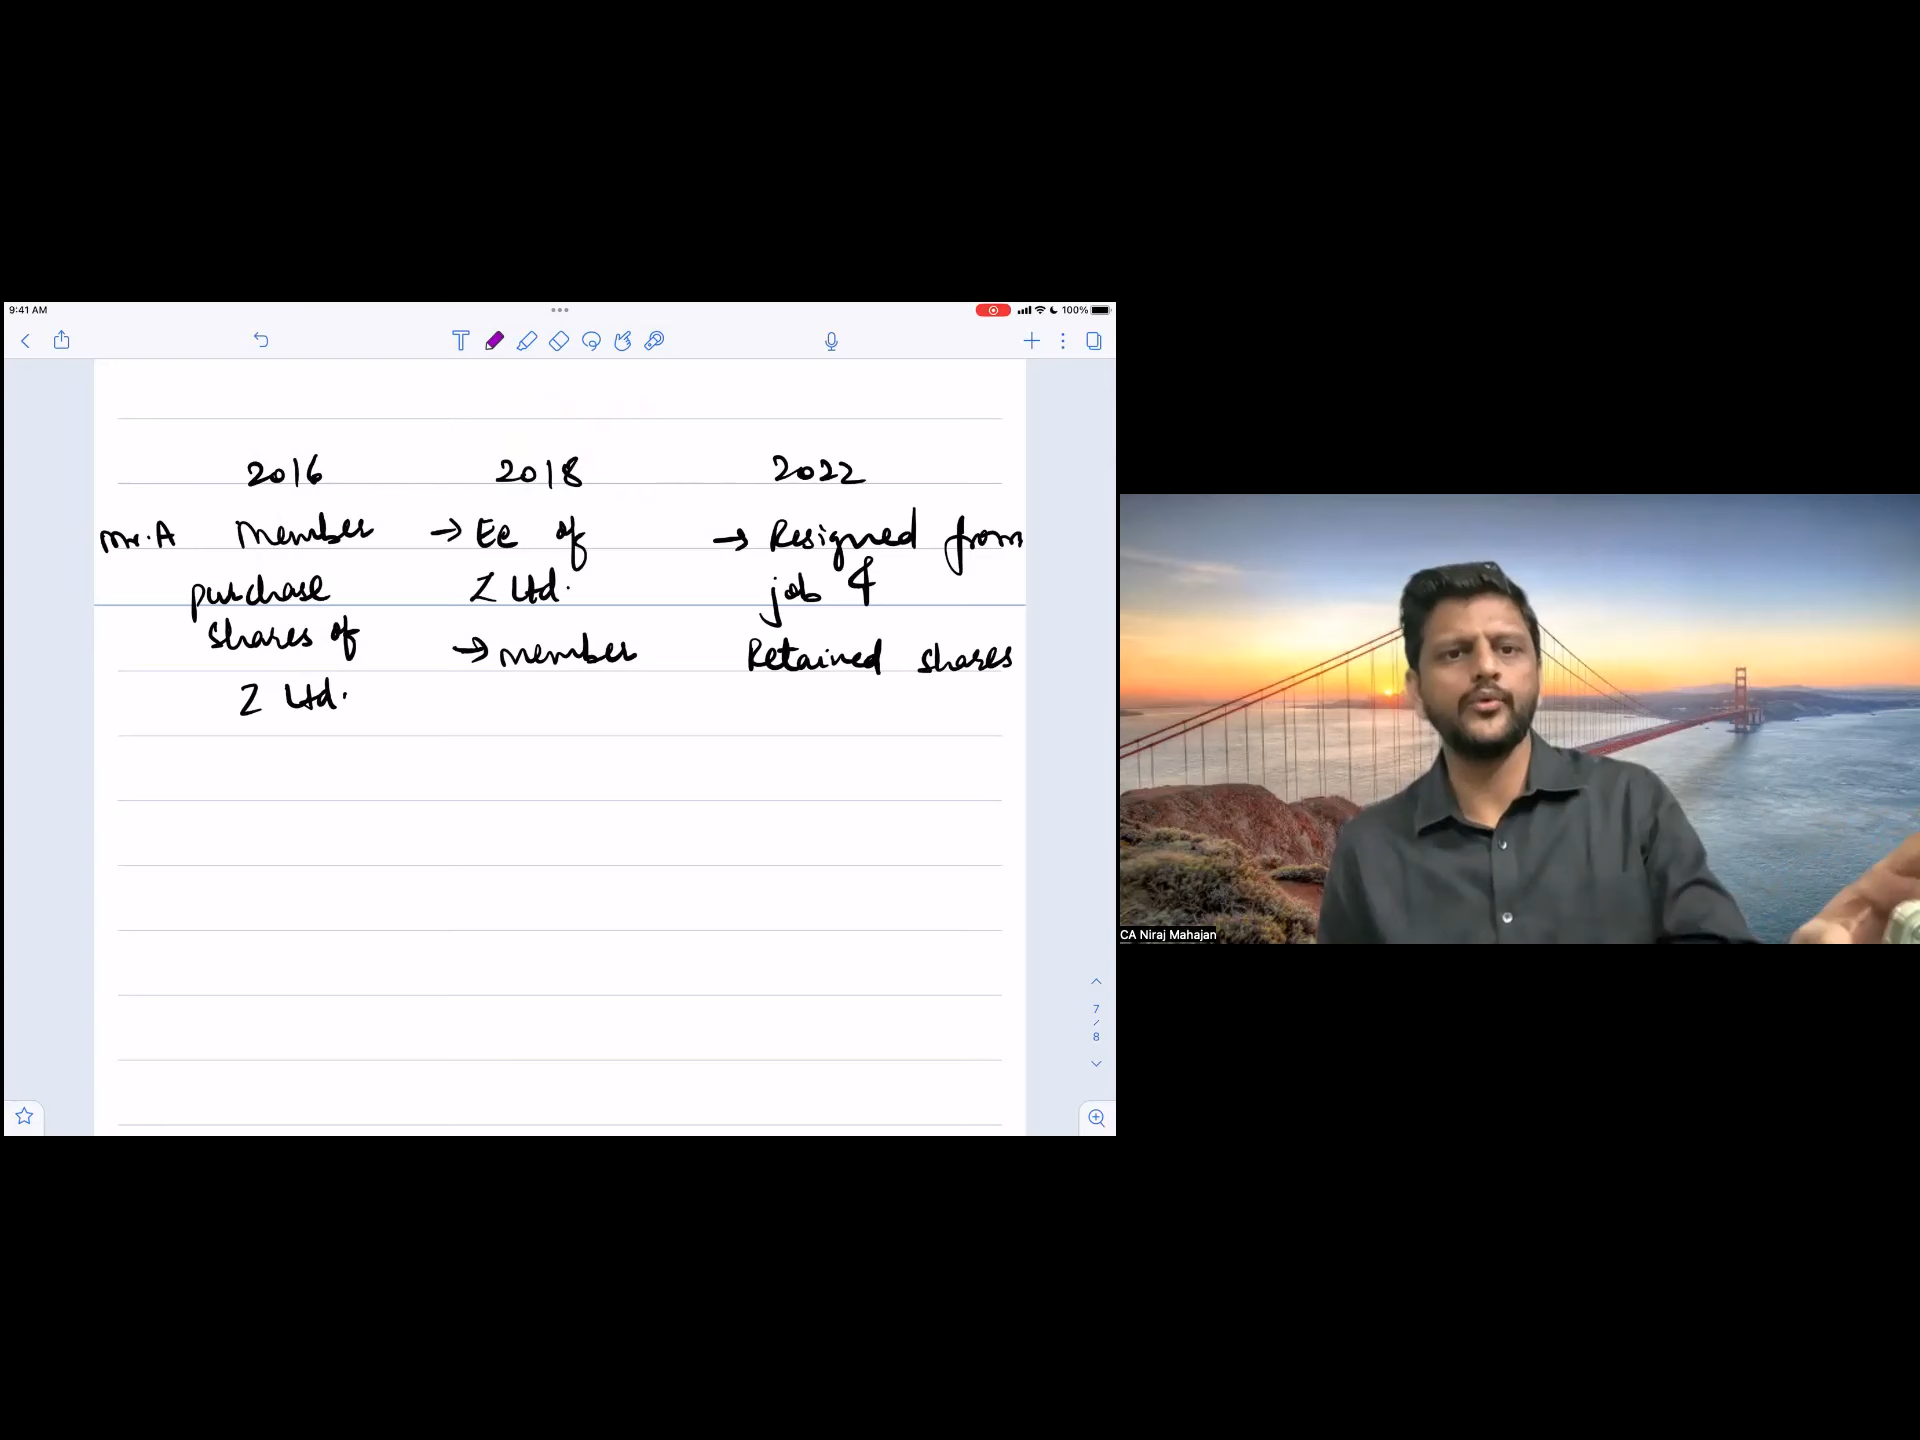 9:41 AM
100%
2016 2018 2022
Mr. A Member → Ee of → Resigned from
purchase Z Ltd. job &
shares of → member Retained shares
Z Ltd.
CA Niraj Mahajan
7
/
8